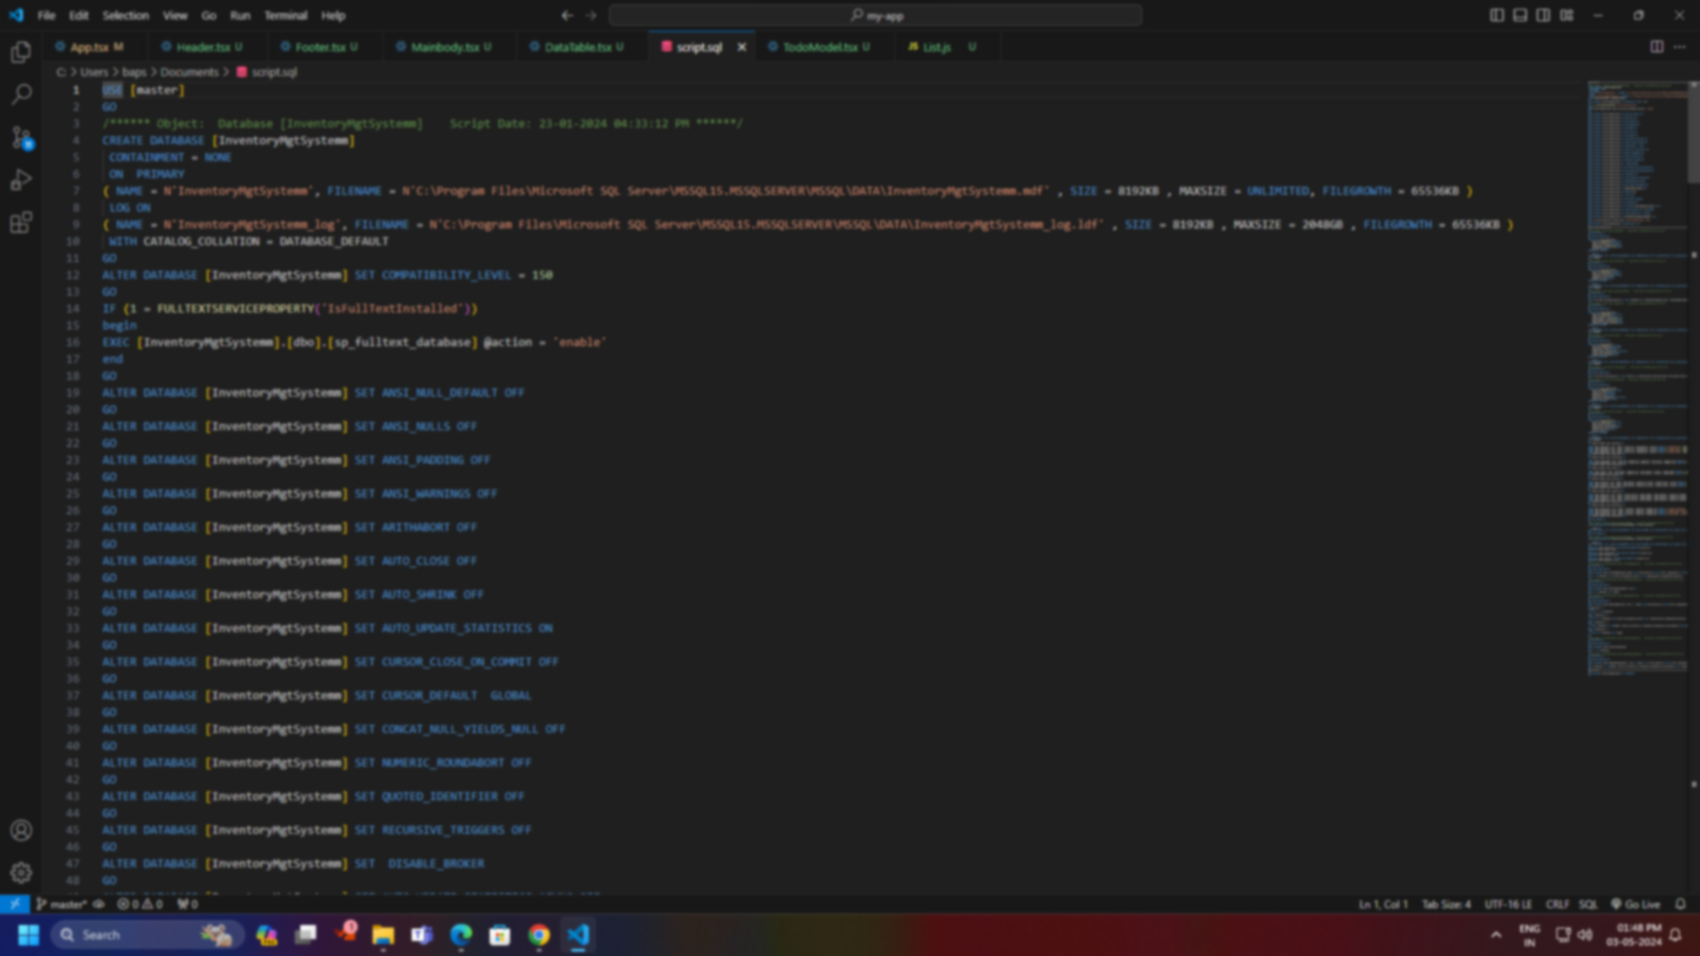 File Edit Selection View Go Run Terminal Help
my-app
App.tsx M Header.tsx U Footer.tsx U Mainbody.tsx U DataTable.tsx U script.sql TodoModel.tsx U JS List.js U
C: > Users > baps > Documents > script.sql
1 USE [master]
2 GO
3 /****** Object:  Database [InventoryMgtSystemm]    Script Date: 23-01-2024 04:33:12 PM ******/
4 CREATE DATABASE [InventoryMgtSystemm]
5  CONTAINMENT = NONE
6  ON  PRIMARY
7 ( NAME = N'InventoryMgtSystemm', FILENAME = N'C:\Program Files\Microsoft SQL Server\MSSQL15.MSSQLSERVER\MSSQL\DATA\InventoryMgtSystemm.mdf' , SIZE = 8192KB , MAXSIZE = UNLIMITED, FILEGROWTH = 65536KB )
8  LOG ON
9 ( NAME = N'InventoryMgtSystemm_log', FILENAME = N'C:\Program Files\Microsoft SQL Server\MSSQL15.MSSQLSERVER\MSSQL\DATA\InventoryMgtSystemm_log.ldf' , SIZE = 8192KB , MAXSIZE = 2048GB , FILEGROWTH = 65536KB )
10  WITH CATALOG_COLLATION = DATABASE_DEFAULT
11 GO
12 ALTER DATABASE [InventoryMgtSystemm] SET COMPATIBILITY_LEVEL = 150
13 GO
14 IF (1 = FULLTEXTSERVICEPROPERTY('IsFullTextInstalled'))
15 begin
16 EXEC [InventoryMgtSystemm].[dbo].[sp_fulltext_database] @action = 'enable'
17 end
18 GO
19 ALTER DATABASE [InventoryMgtSystemm] SET ANSI_NULL_DEFAULT OFF
20 GO
21 ALTER DATABASE [InventoryMgtSystemm] SET ANSI_NULLS OFF
22 GO
23 ALTER DATABASE [InventoryMgtSystemm] SET ANSI_PADDING OFF
24 GO
25 ALTER DATABASE [InventoryMgtSystemm] SET ANSI_WARNINGS OFF
26 GO
27 ALTER DATABASE [InventoryMgtSystemm] SET ARITHABORT OFF
28 GO
29 ALTER DATABASE [InventoryMgtSystemm] SET AUTO_CLOSE OFF
30 GO
31 ALTER DATABASE [InventoryMgtSystemm] SET AUTO_SHRINK OFF
32 GO
33 ALTER DATABASE [InventoryMgtSystemm] SET AUTO_UPDATE_STATISTICS ON
34 GO
35 ALTER DATABASE [InventoryMgtSystemm] SET CURSOR_CLOSE_ON_COMMIT OFF
36 GO
37 ALTER DATABASE [InventoryMgtSystemm] SET CURSOR_DEFAULT  GLOBAL
38 GO
39 ALTER DATABASE [InventoryMgtSystemm] SET CONCAT_NULL_YIELDS_NULL OFF
40 GO
41 ALTER DATABASE [InventoryMgtSystemm] SET NUMERIC_ROUNDABORT OFF
42 GO
43 ALTER DATABASE [InventoryMgtSystemm] SET QUOTED_IDENTIFIER OFF
44 GO
45 ALTER DATABASE [InventoryMgtSystemm] SET RECURSIVE_TRIGGERS OFF
46 GO
47 ALTER DATABASE [InventoryMgtSystemm] SET  DISABLE_BROKER
48 GO
master* 0 0 0 Ln 1, Col 1 Tab Size: 4 UTF-16 LE CRLF SQL Go Live
Search 1 ENG 01:48 PM
IN 03-05-2024